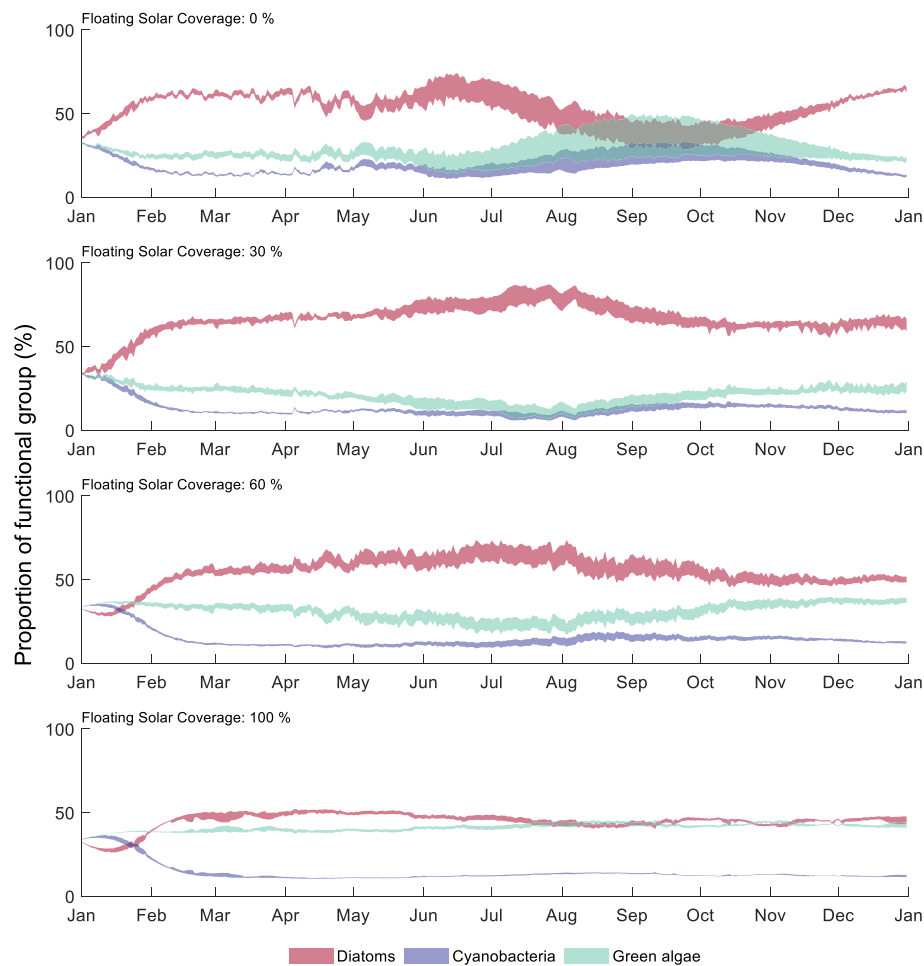 Floating Solar Coverage: 0 %
100
50
0
Jan Feb Mar Apr May Jun Jul Aug Sep Oct Nov Dec Jan
Floating Solar Coverage: 30 %
100
50
0
Jan Feb Mar Apr May Jun Jul Aug Sep Oct Nov Dec Jan
Proportion of functional group (%)
Floating Solar Coverage: 60 %
100
50
0
Jan Feb Mar Apr May Jun Jul Aug Sep Oct Nov Dec Jan
Floating Solar Coverage: 100 %
100
50
0
Jan Feb Mar Apr May Jun Jul Aug Sep Oct Nov Dec Jan
Diatoms Cyanobacteria Green algae